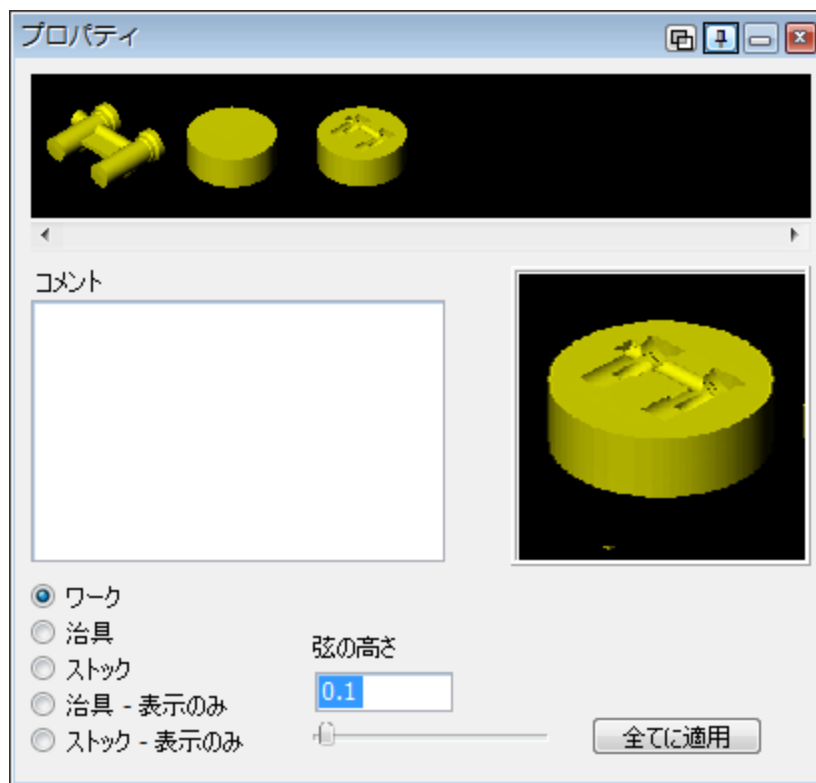 プロパティ
コメント
ワーク
治具
ストック
治具 - 表示のみ
ストック - 表示のみ
弦の高さ
0.1
全てに適用